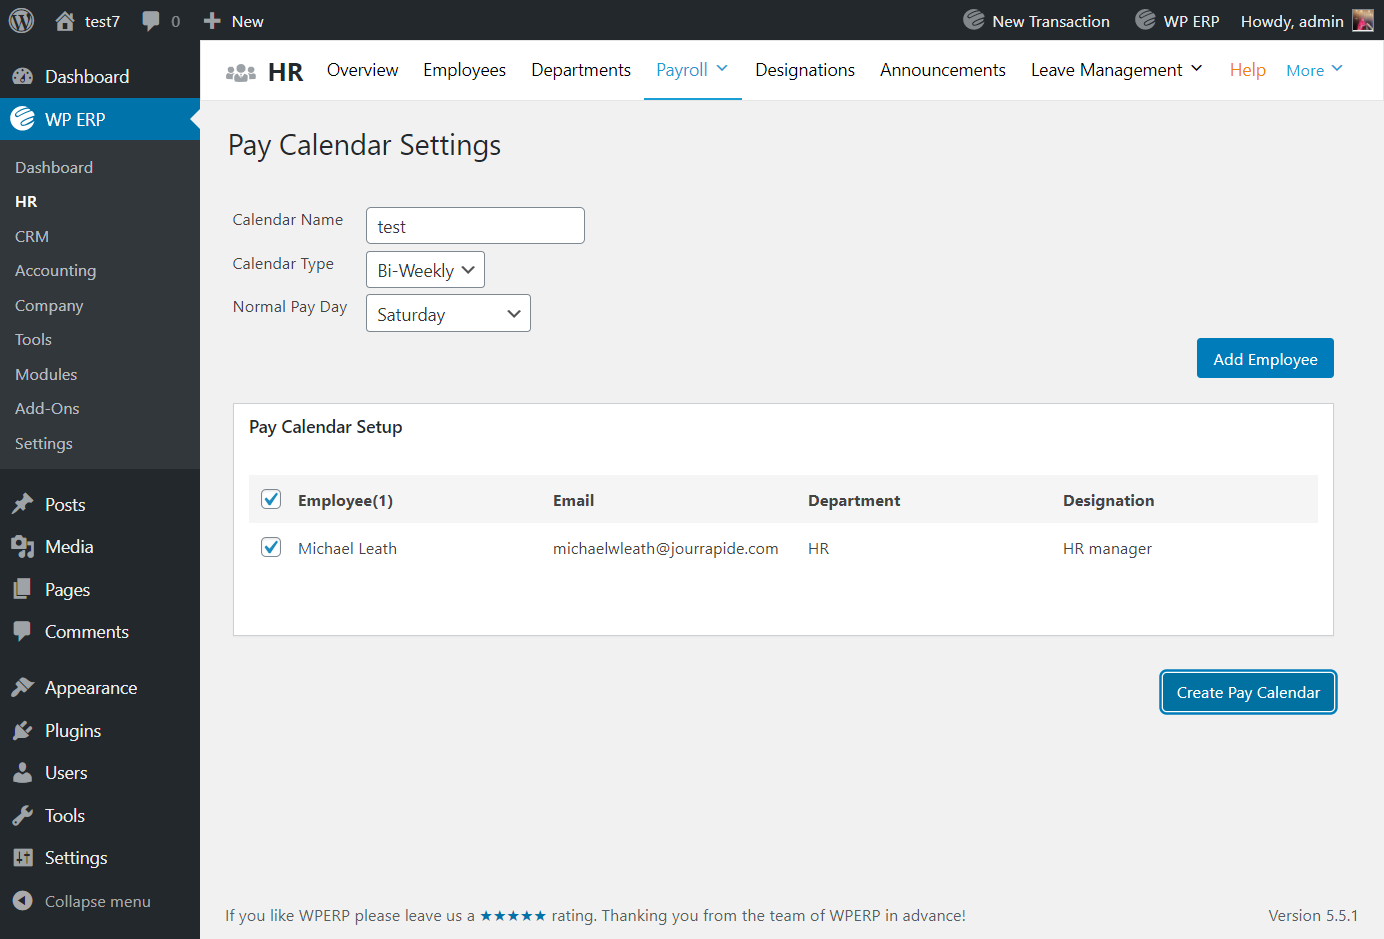 test7 0 New New Transaction WP ERP Howdy, admin
Dashboard
WP ERP
Dashboard
HR
CRM
Accounting
Company
Tools
Modules
Add-Ons
Settings
Posts
Media
Pages
Comments
Appearance
Plugins
Users
Tools
Settings
Collapse menu
HR Overview Employees Departments Payroll Designations Announcements Leave Management Help More
Pay Calendar Settings
Calendar Name test
Calendar Type Bi-Weekly
Normal Pay Day Saturday
Add Employee
Pay Calendar Setup
Employee(1) Email Department Designation
Michael Leath michaelwleath@jourrapide.com HR HR manager
Create Pay Calendar
If you like WPERP please leave us a ★★★★★ rating. Thanking you from the team of WPERP in advance! Version 5.5.1